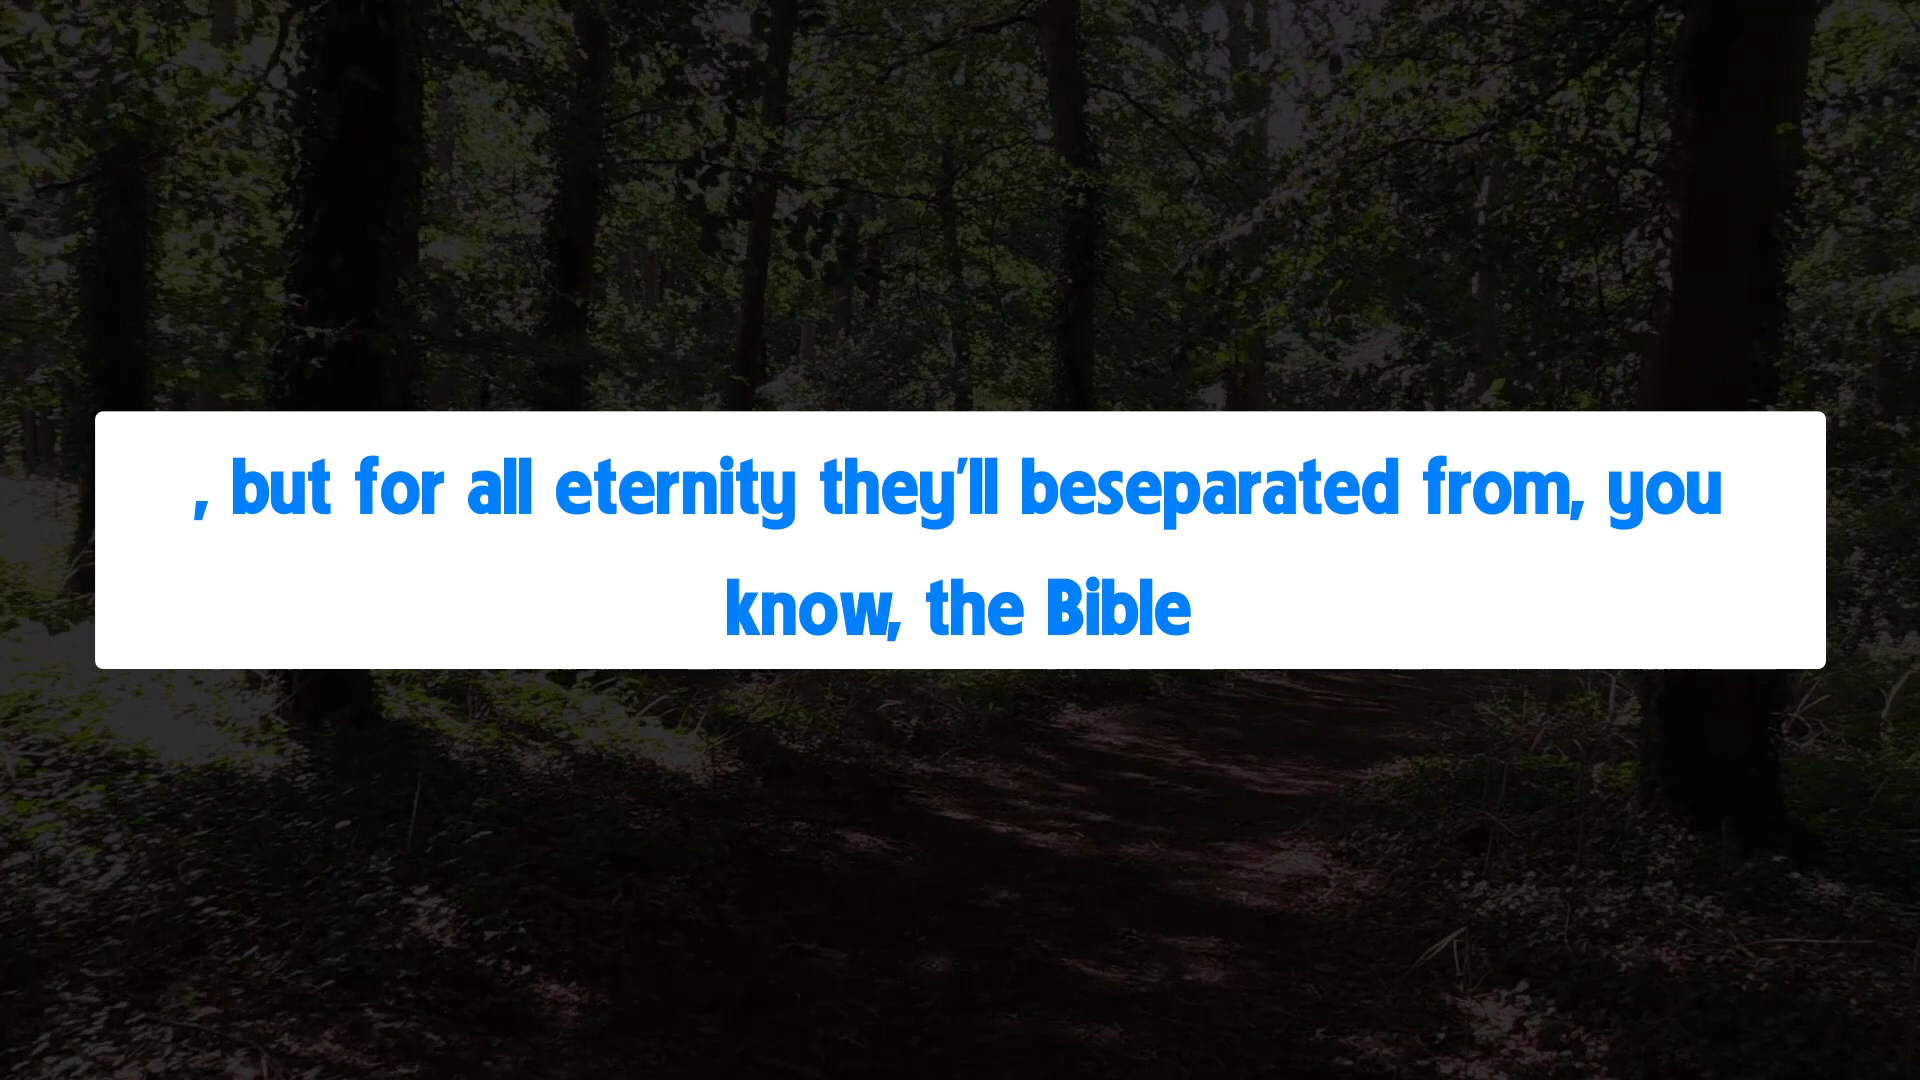 , but for all eternity they'll beseparated from, you
know, the Bible